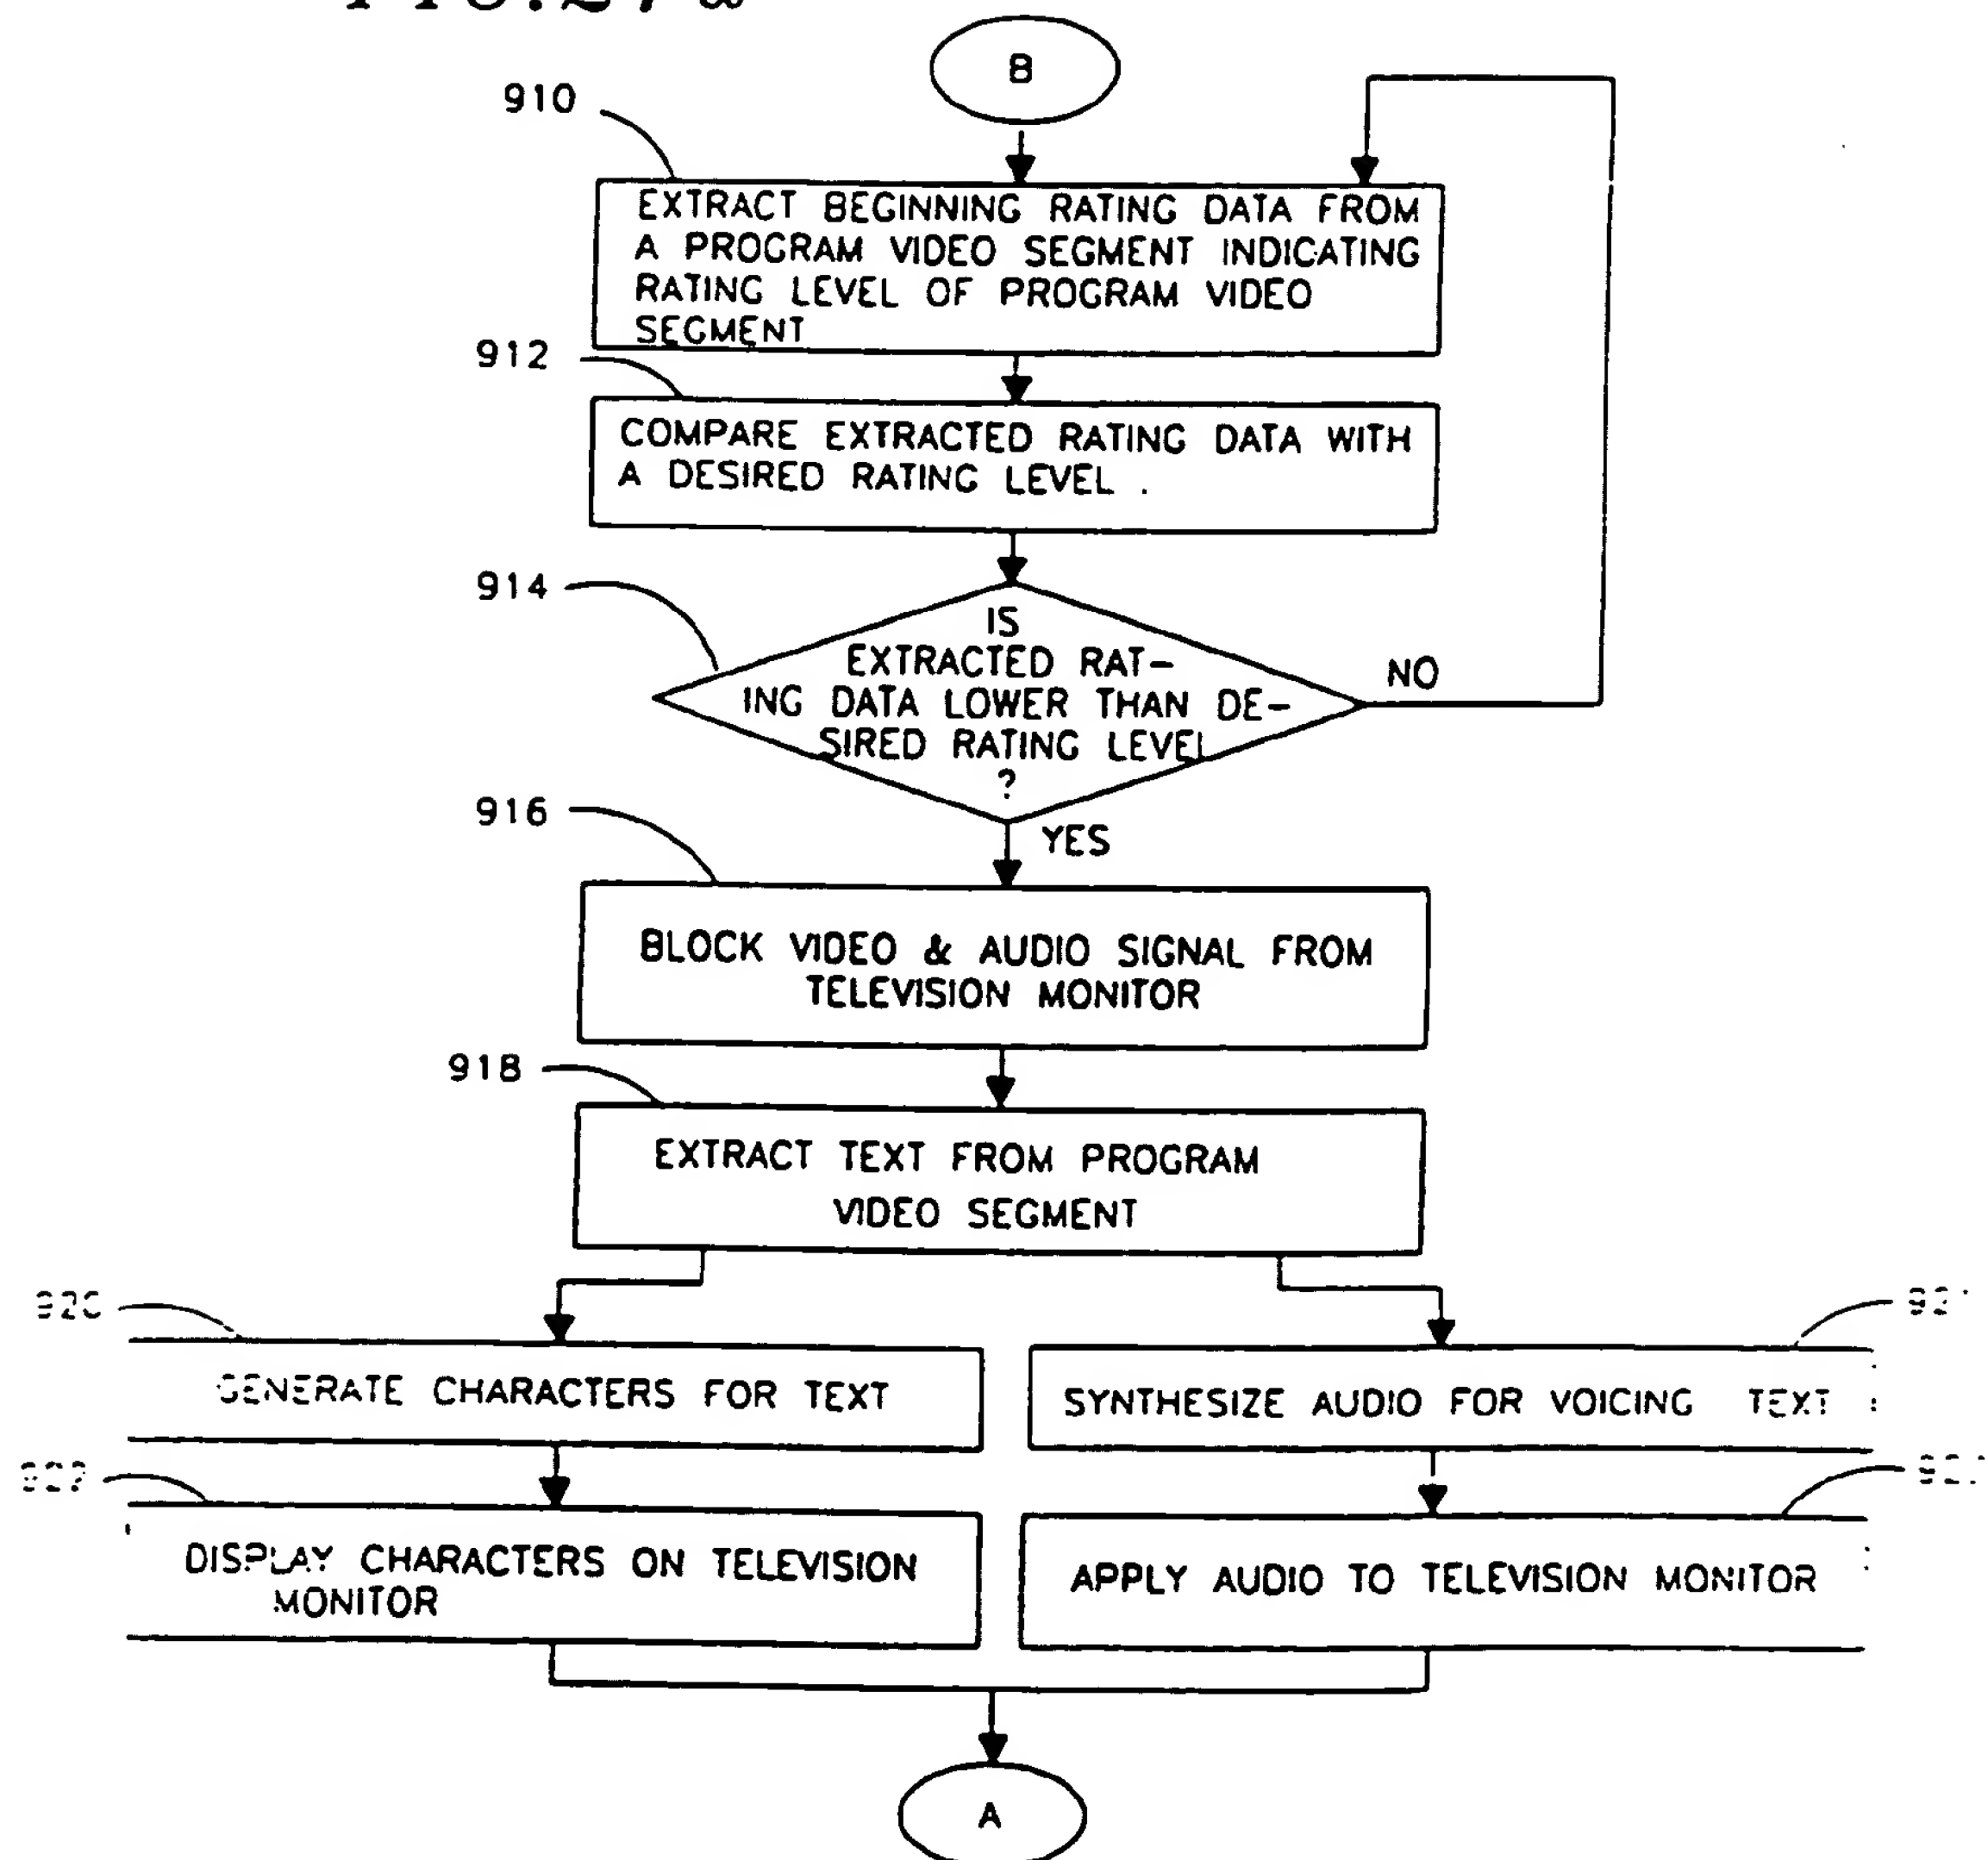 FIG. 27a
B
910
EXTRACT BEGINNING RATING DATA FROM
A PROGRAM VIDEO SEGMENT INDICATING
RATING LEVEL OF PROGRAM VIDEO
SEGMENT
912
COMPARE EXTRACTED RATING DATA WITH
A DESIRED RATING LEVEL .
914
IS
EXTRACTED RAT-
ING DATA LOWER THAN DE-
SIRED RATING LEVEL
?
NO
YES
916
BLOCK VIDEO & AUDIO SIGNAL FROM
TELEVISION MONITOR
918
EXTRACT TEXT FROM PROGRAM
VIDEO SEGMENT
GENERATE CHARACTERS FOR TEXT
SYNTHESIZE AUDIO FOR VOICING TEXT
DISPLAY CHARACTERS ON TELEVISION
MONITOR
APPLY AUDIO TO TELEVISION MONITOR
A